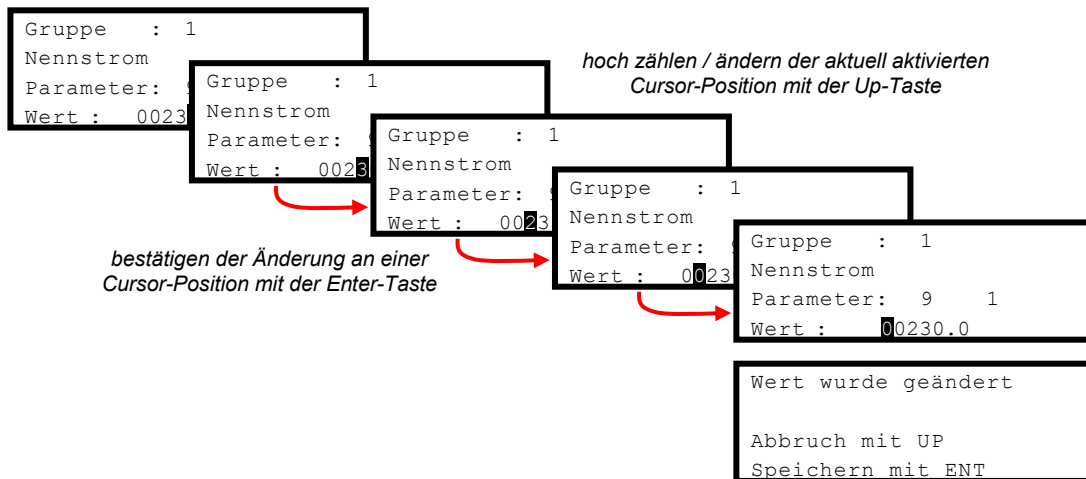 Gruppe : 1
Nennstrom
Parameter:
Wert : 0023
Gruppe : 1
Nennstrom
Parameter:
Wert : 0023
Gruppe : 1
Nennstrom
Parameter:
Wert : 0023
Gruppe : 1
Nennstrom
Parameter:
Wert : 0023
Gruppe : 1
Nennstrom
Parameter: 9 1
Wert : 00230.0
hoch zählen / ändern der aktuell aktivierten
Cursor-Position mit der Up-Taste
bestätigen der Änderung an einer
Cursor-Position mit der Enter-Taste
Wert wurde geändert
Abbruch mit UP
Speichern mit ENT